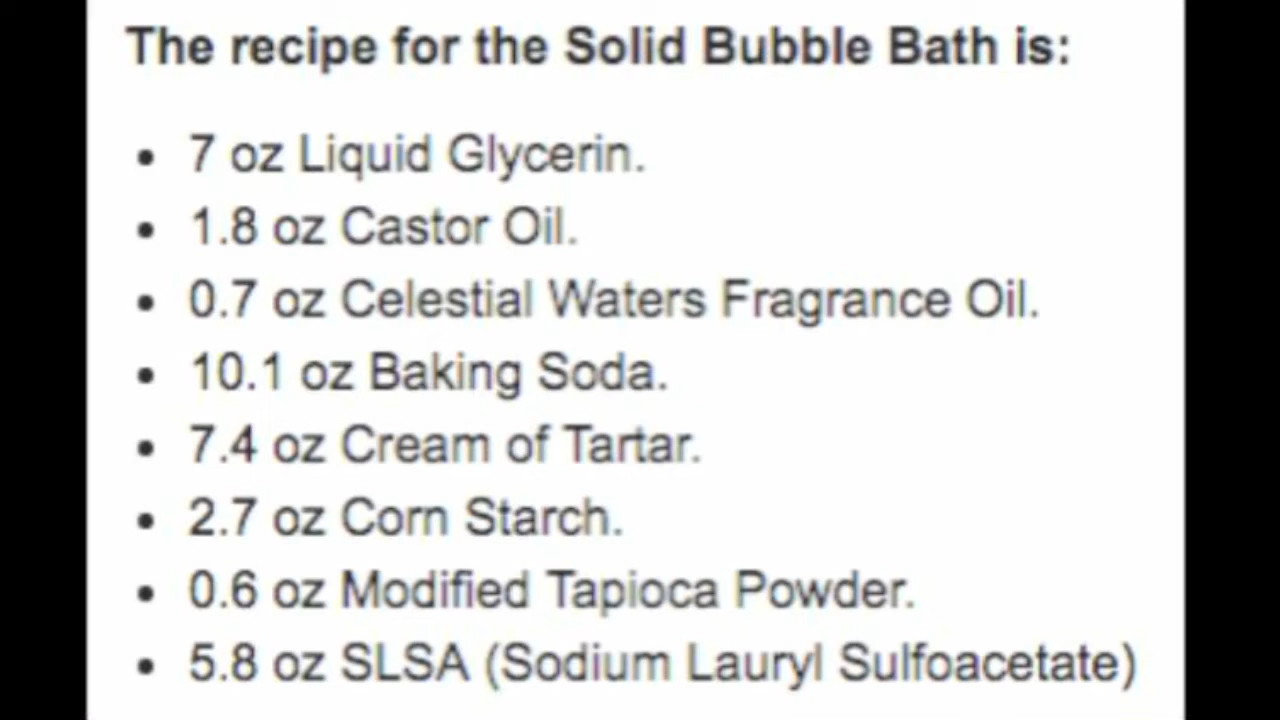 The recipe for the Solid Bubble Bath is:
• 7 oz Liquid Glycerin.
• 1.8 oz Castor Oil.
• 0.7 oz Celestial Waters Fragrance Oil.
• 10.1 oz Baking Soda.
• 7.4 oz Cream of Tartar.
• 2.7 oz Corn Starch.
• 0.6 oz Modified Tapioca Powder.
• 5.8 oz SLSA (Sodium Lauryl Sulfoacetate)